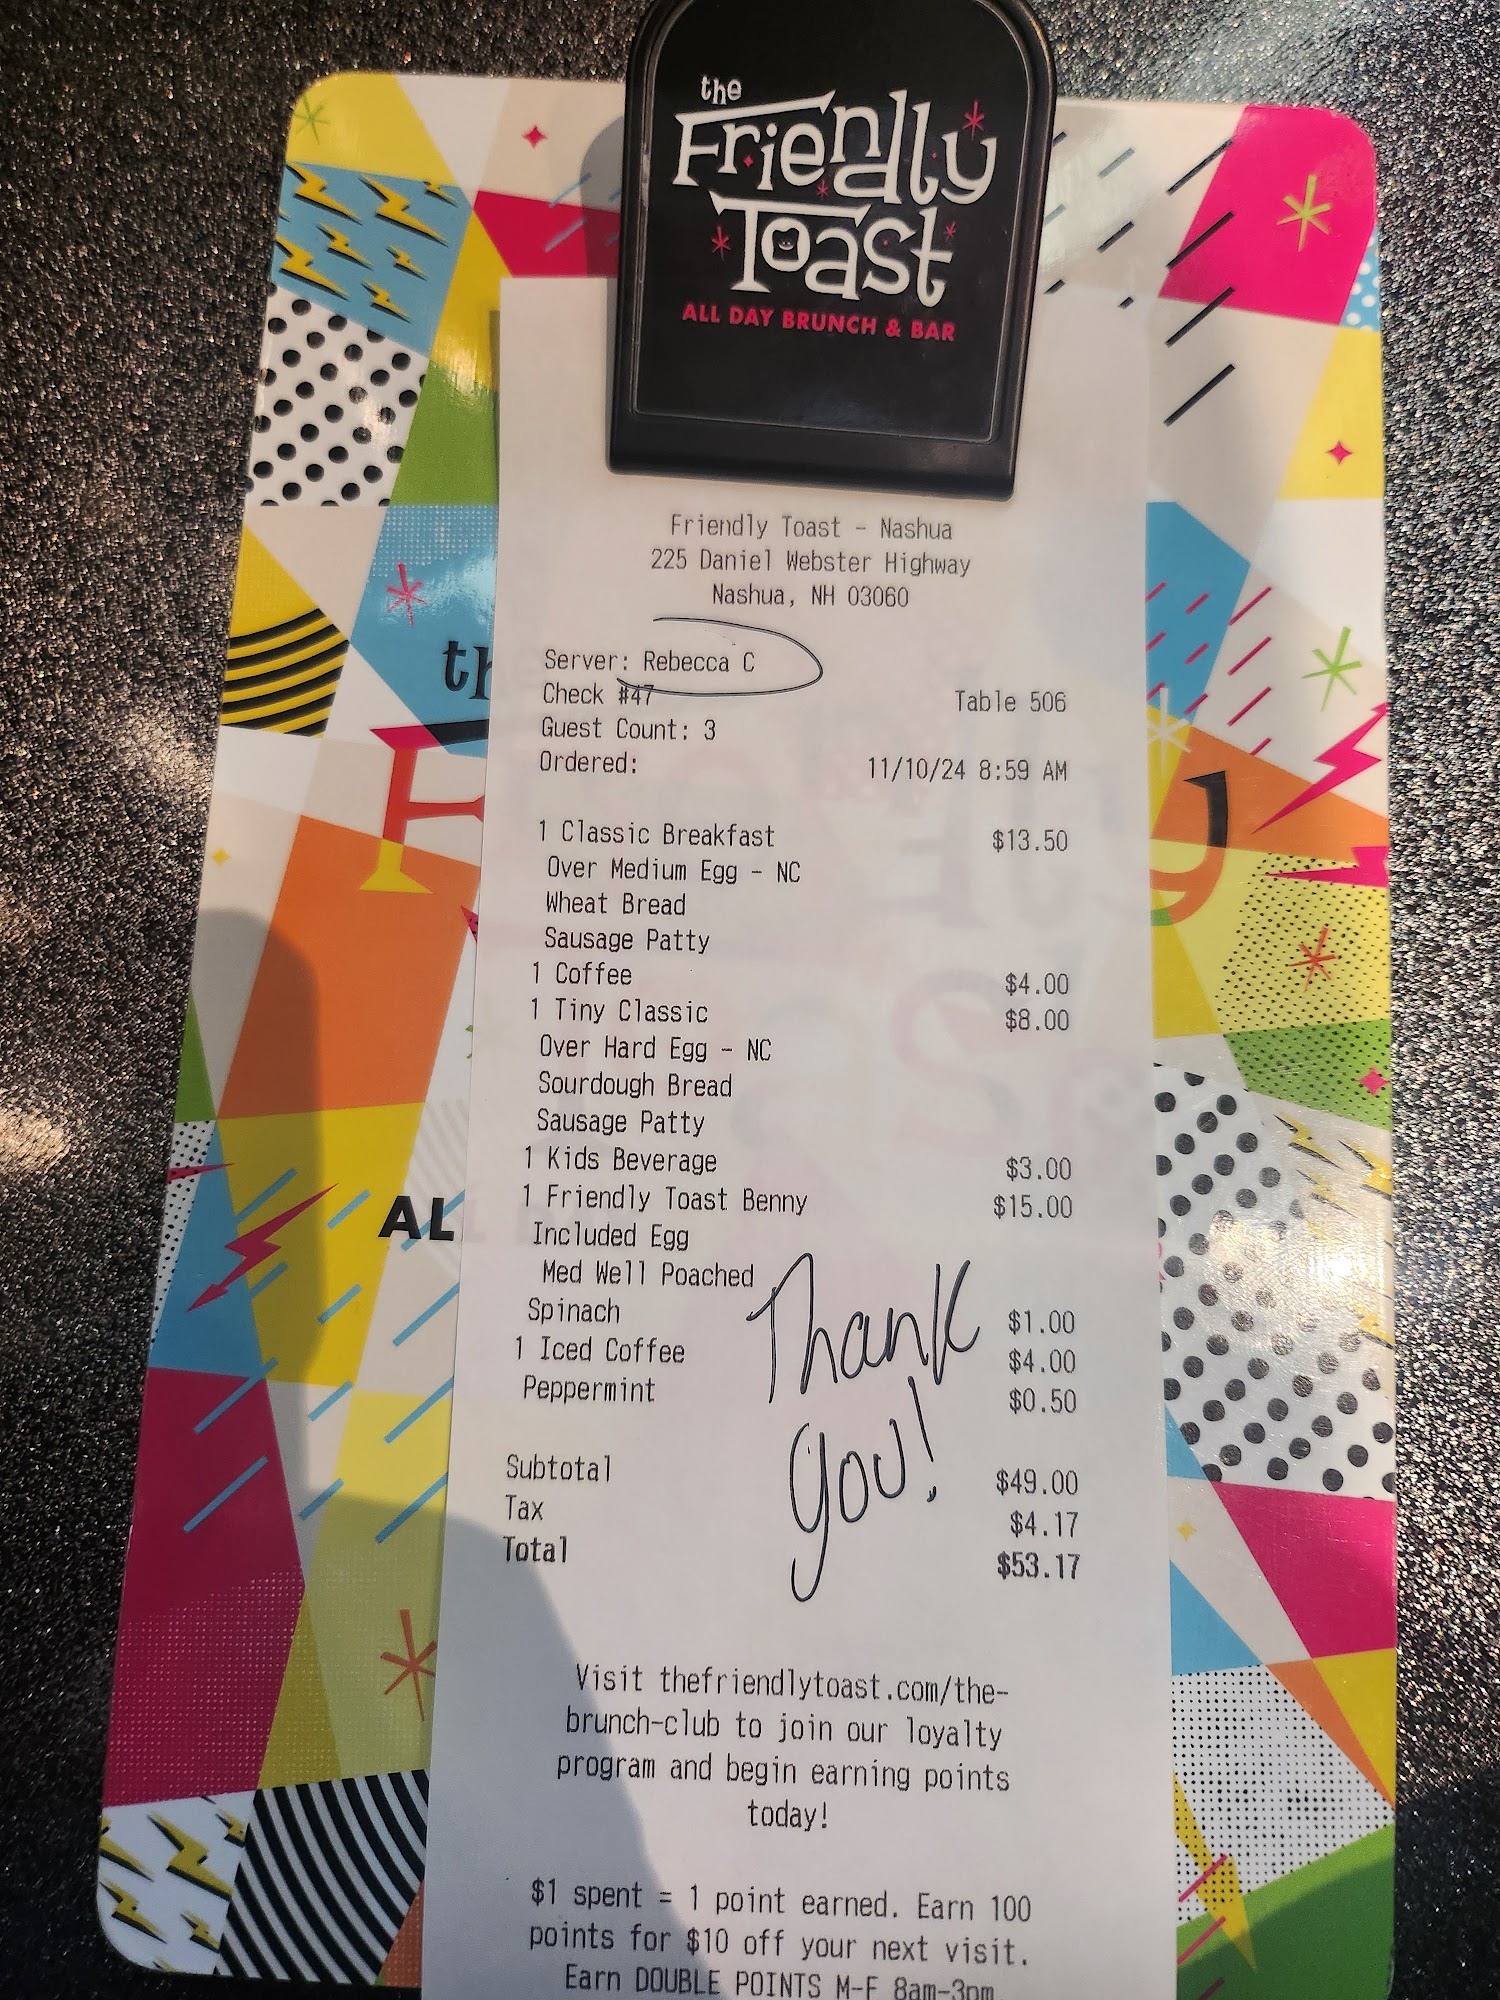 the
Friendly
Toast
ALL DAY BRUNCH & BAR
Friendly Toast - Nashua
225 Daniel Webster Highway
Nashua, NH 03060
Server: Rebecca C
Check #47 Table 506
Guest Count: 3
Ordered: 11/10/24 8:59 AM
1 Classic Breakfast $13.50
Over Medium Egg - NC
Wheat Bread
Sausage Patty
1 Coffee $4.00
1 Tiny Classic $8.00
Over Hard Egg - NC
Sourdough Bread
Sausage Patty
1 Kids Beverage $3.00
1 Friendly Toast Benny $15.00
Included Egg
Med Well Poached
Spinach $1.00
1 Iced Coffee $4.00
Peppermint $0.50
Thank
you!
Subtotal $49.00
Tax $4.17
Total $53.17
Visit thefriendlytoast.com/the-
brunch-club to join our loyalty
program and begin earning points
today!
$1 spent = 1 point earned. Earn 100
points for $10 off your next visit.
Earn DOUBLE POINTS M-F 8am-3pm